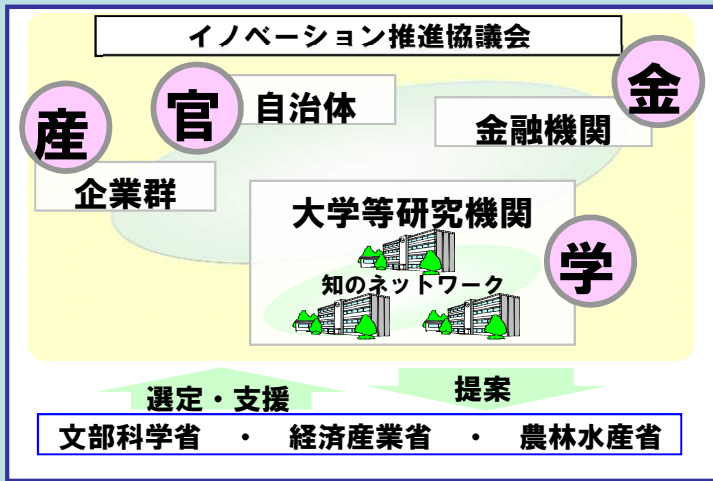 イノベーション推進協議会
産
企業群
官
自治体
金
金融機関
大学等研究機関
知のネットワーク
学
選定・支援
提案
文部科学省 ・ 経済産業省 ・ 農林水産省